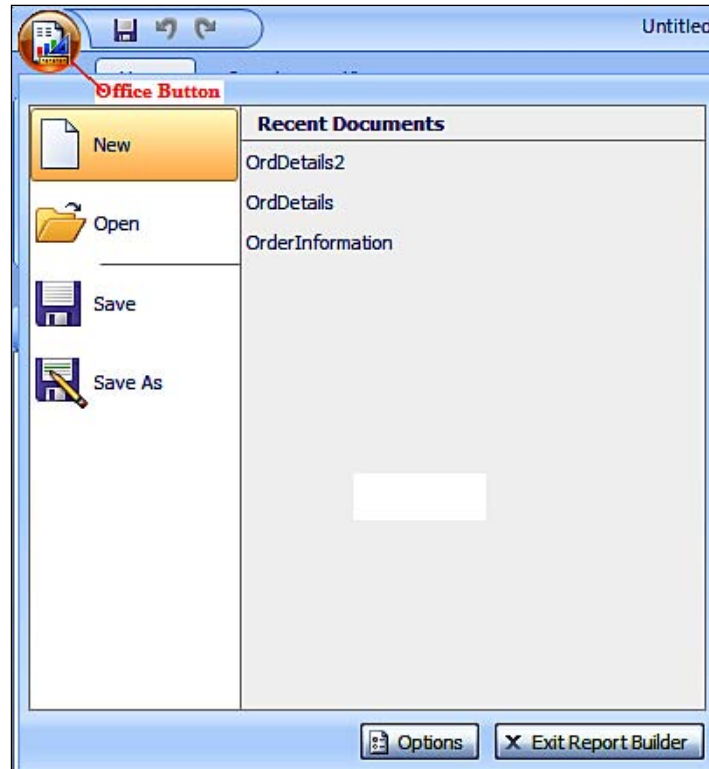 Untitled
Office Button
New
Open
Save
Save As
Recent Documents
OrdDetails2
OrdDetails
OrderInformation
Options
X Exit Report Builder